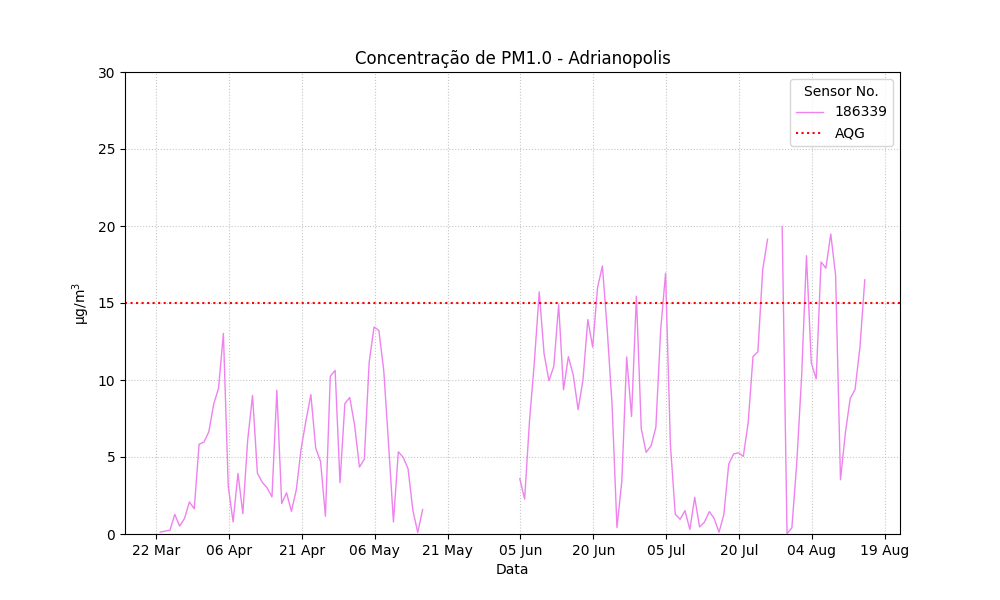 Concentração de PM1.0 - Adrianopolis
Sensor No.
186339
AQG
µg/m³
30
25
20
15
10
5
0
22 Mar 06 Apr 21 Apr 06 May 21 May 05 Jun 20 Jun 05 Jul 20 Jul 04 Aug 19 Aug
Data